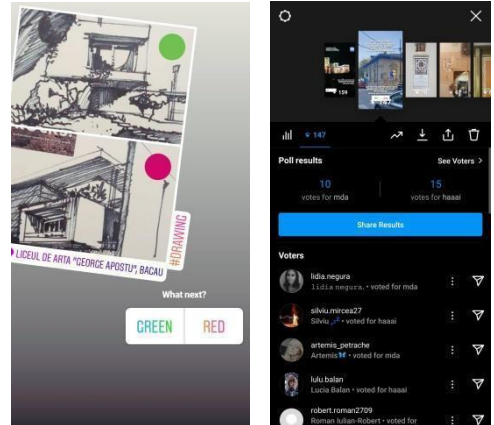 LICEUL DE ARTA "GEORGE APOSTU", BACAU
#DRAWING
What next?
GREEN
RED
159
147
147
Poll results
See Voters >
10
votes for mda
15
votes for haaai
Share Results
Voters
lidia.negura
lidia negura. • voted for mda
silviu.mircea27
Silviu 💤 • voted for haaai
artemis_petrache
Artemis🦋 • voted for mda
lulu.balan
Lucia Balan • voted for haaai
robert.roman2709
Roman Iulian-Robert • voted for